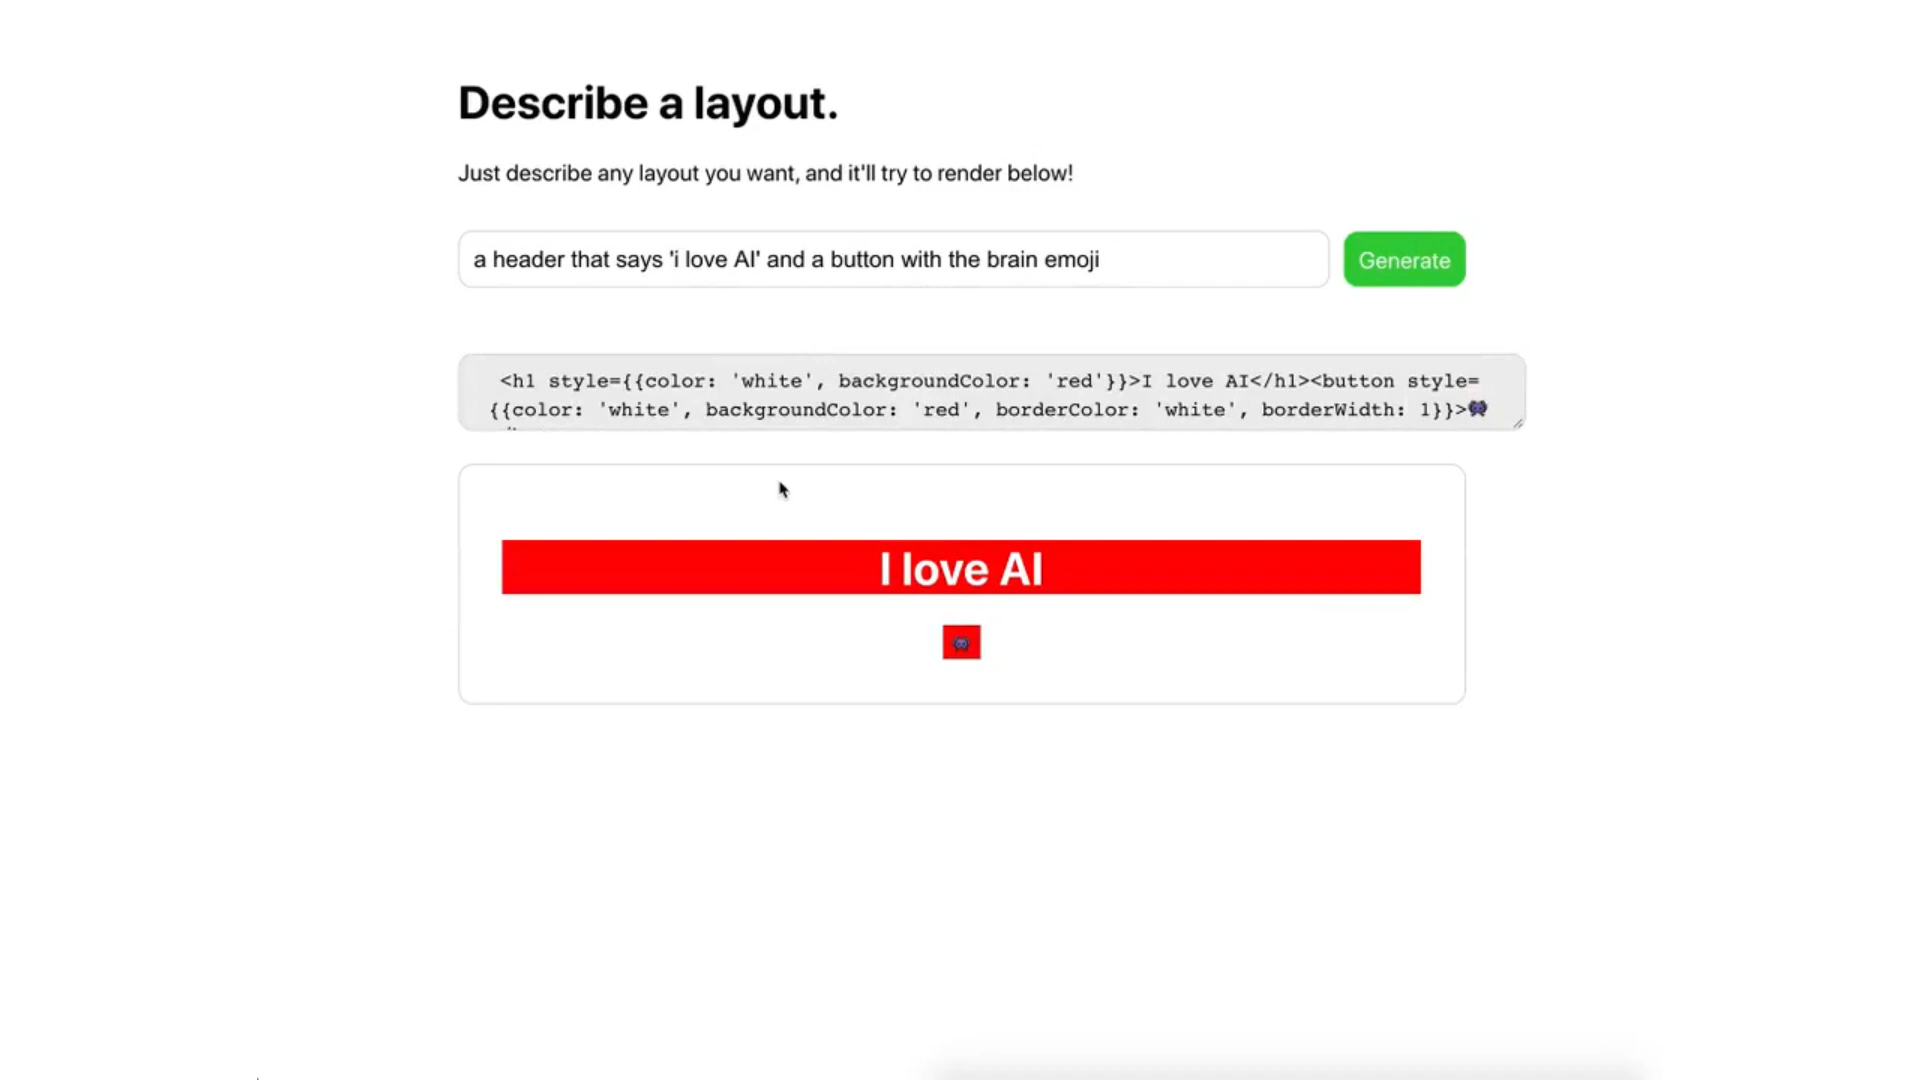 Describe a layout.
Just describe any layout you want, and it'll try to render below!
a header that says 'i love AI' and a button with the brain emoji
Generate
<h1 style={{color: 'white', backgroundColor: 'red'}}>I love AI</h1><button style=
{{color: 'white', backgroundColor: 'red', borderColor: 'white', borderWidth: 1}}>👾
I love AI
👾